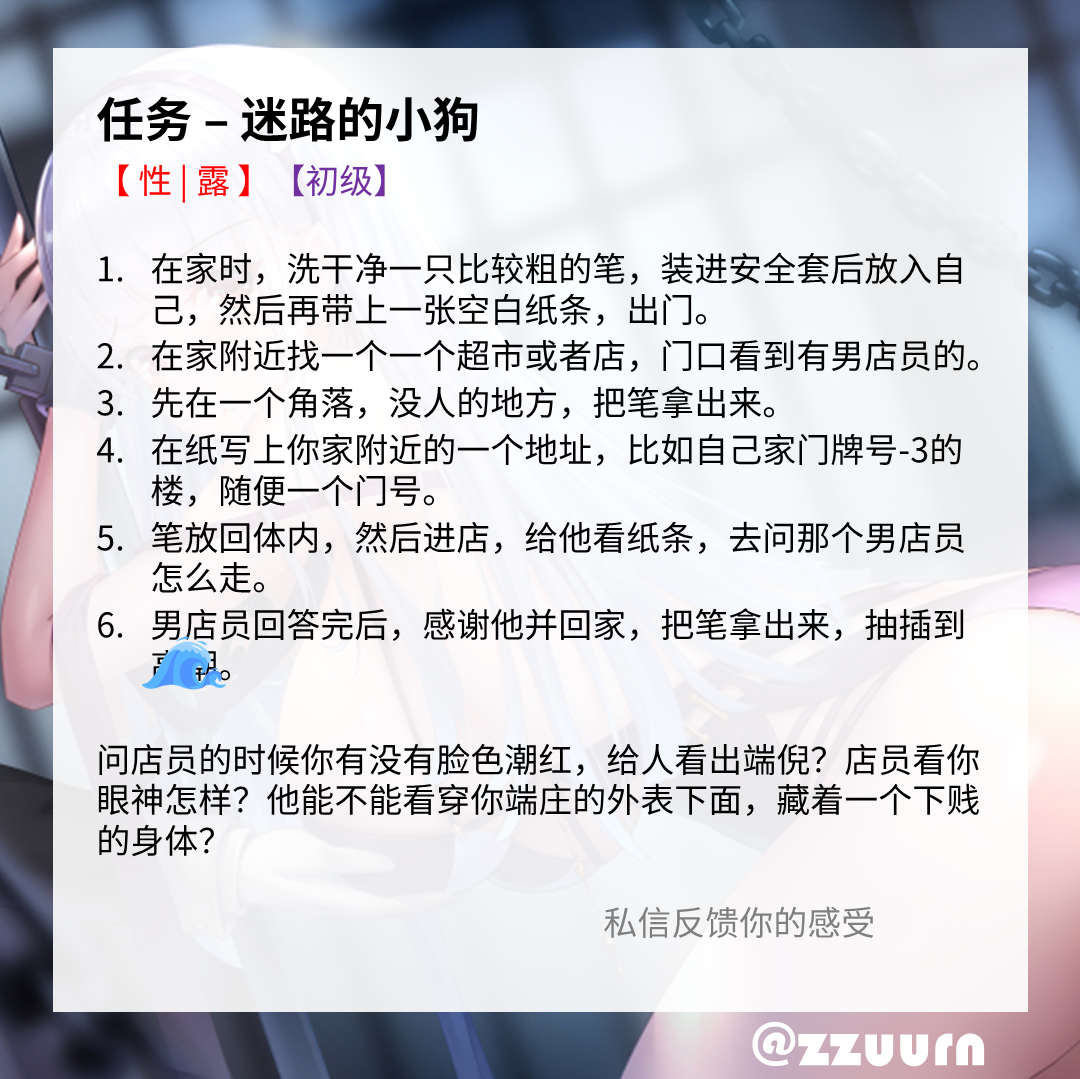 任务 – 迷路的小狗
【 性 | 露 】 【初级】
1. 在家时，洗干净一只比较粗的笔，装进安全套后放入自
己，然后再带上一张空白纸条，出门。
2. 在家附近找一个一个超市或者店，门口看到有男店员的。
3. 先在一个角落，没人的地方，把笔拿出来。
4. 在纸写上你家附近的一个地址，比如自己家门牌号-3的
楼，随便一个门号。
5. 笔放回体内，然后进店，给他看纸条，去问那个男店员
怎么走。
6. 男店员回答完后，感谢他并回家，把笔拿出来，抽插到
。
问店员的时候你有没有脸色潮红，给人看出端倪？店员看你
眼神怎样？他能不能看穿你端庄的外表下面，藏着一个下贱
的身体？
私信反馈你的感受
@zzuurn